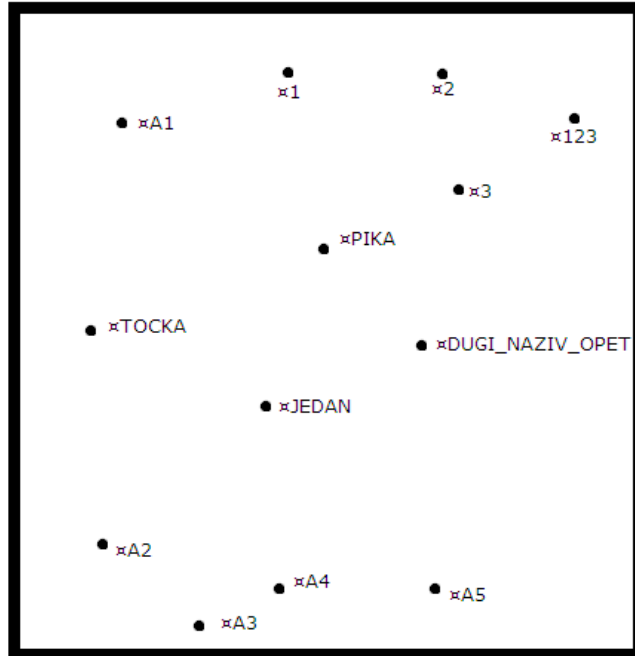 ¤1
¤2
¤A1
¤123
¤3
¤PIKA
¤TOCKA
¤DUGI_NAZIV_OPET
¤JEDAN
¤A2
¤A4
¤A5
¤A3